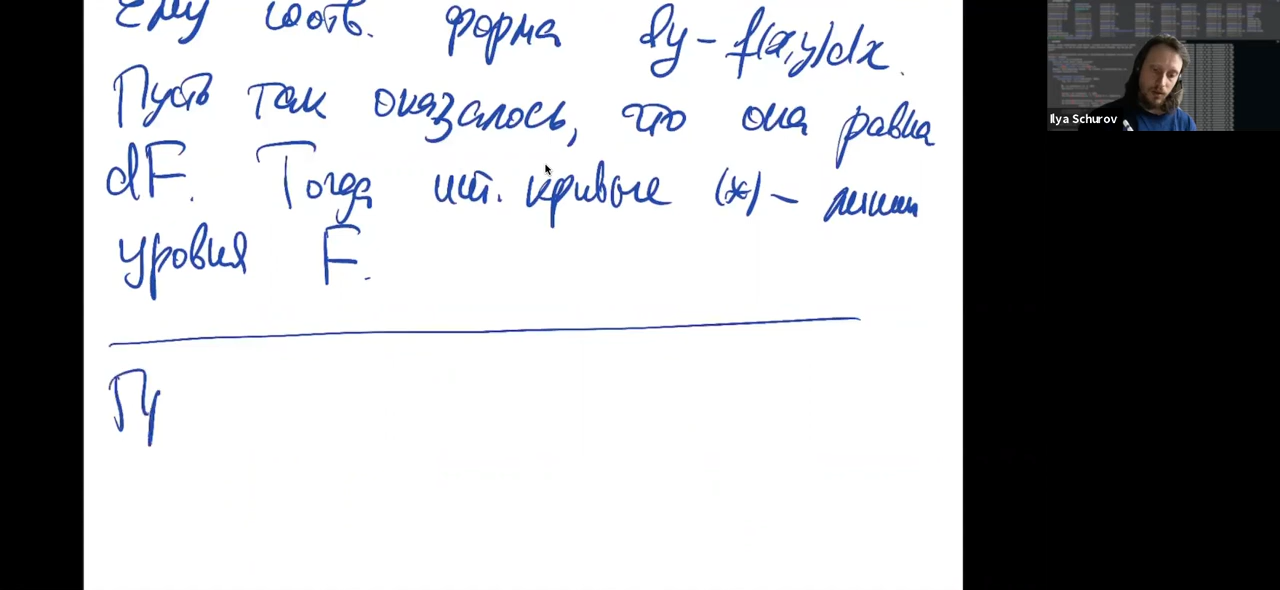 Ему соотв. форма dy - f(x,y)dx.
Пусть так оказалось, что она равна
dF. Тогда инт. кривые (*) - линии
уровня F.
Пу
Ilya Schurov